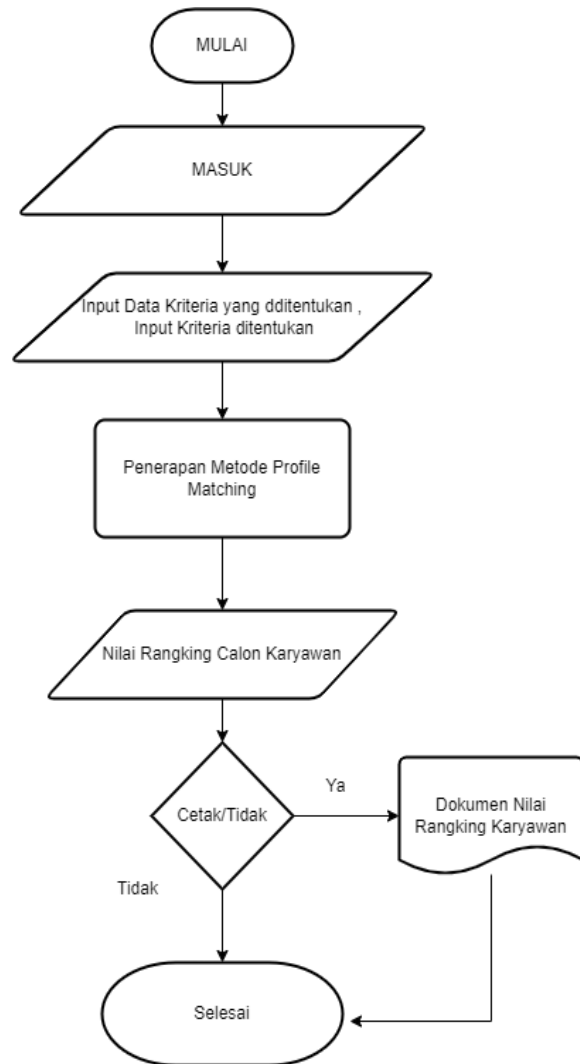 MULAI
MASUK
Input Data Kriteria yang dditentukan ,
Input Kriteria ditentukan
Penerapan Metode Profile
Matching
Nilai Rangking Calon Karyawan
Cetak/Tidak
Ya
Dokumen Nilai
Rangking Karyawan
Tidak
Selesai